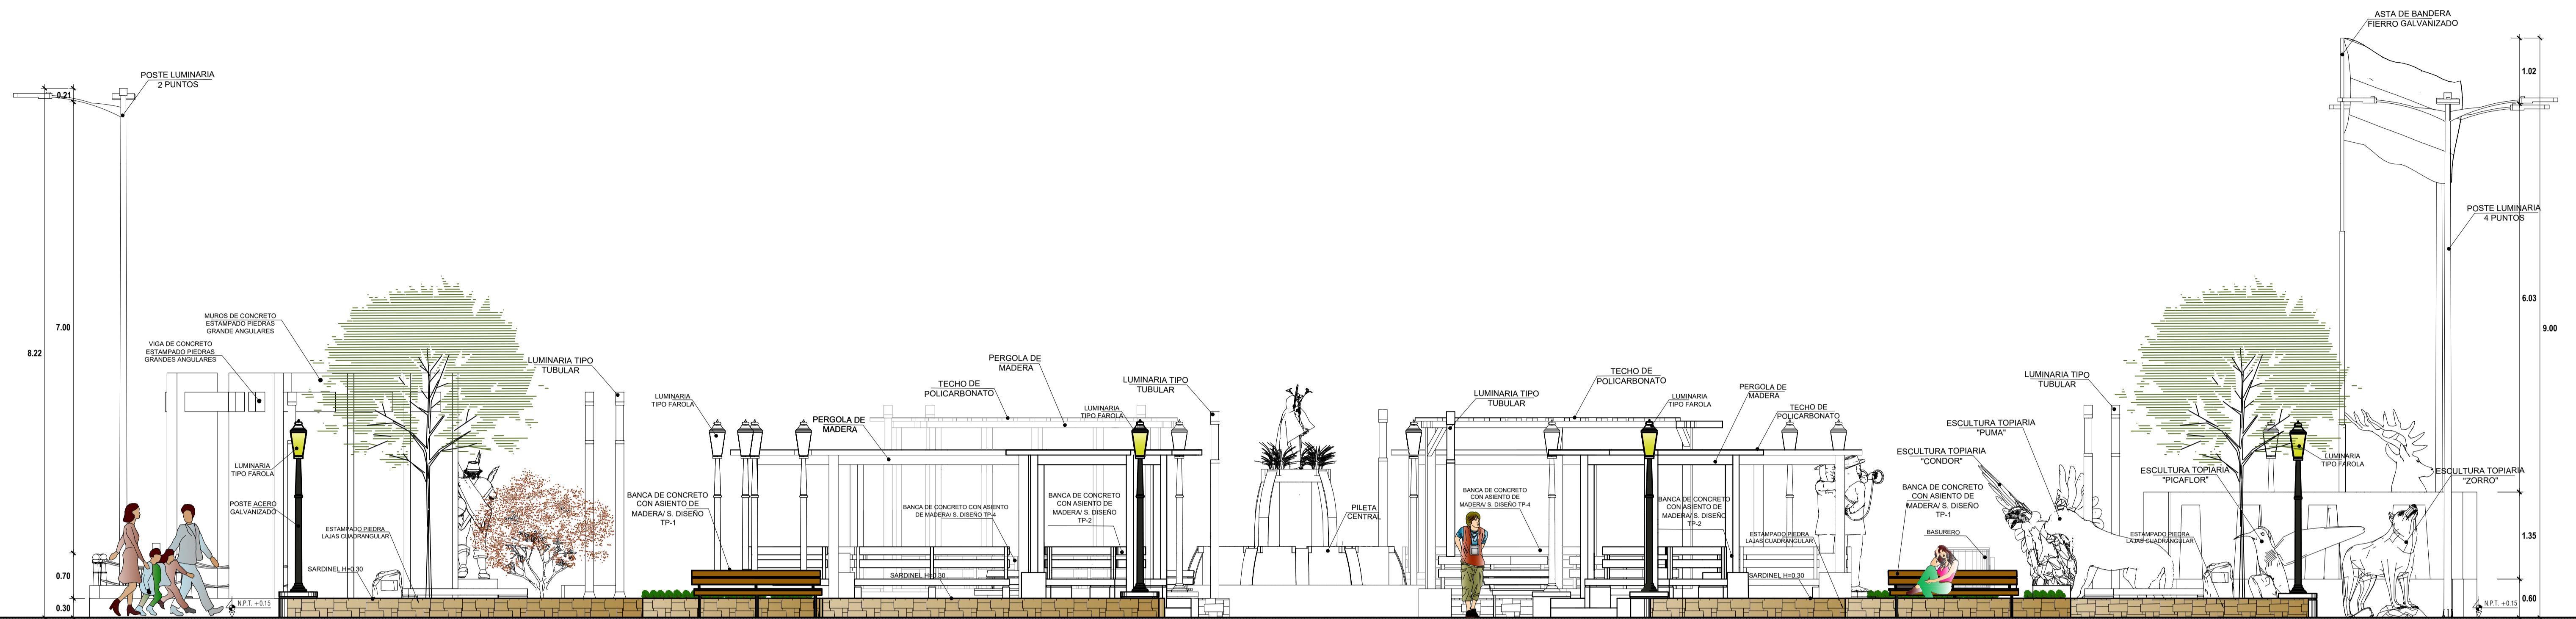 ASTA DE BANDERA
FIERRO GALVANIZADO
POSTE LUMINARIA
2 PUNTOS
0.21
7.00
8.22
0.70
0.30
MUROS DE CONCRETO
ESTAMPADO PIEDRAS
GRANDE ANGULARES
VIGA DE CONCRETO
ESTAMPADO PIEDRAS
GRANDES ANGULARES
LUMINARIA
TIPO FAROLA
POSTE ACERO
GALVANIZADO
N.P.T. +0.15
SARDINEL H=0.30
ESTAMPADO PIEDRA
LAJAS CUADRANGULAR
LUMINARIA TIPO
TUBULAR
LUMINARIA
TIPO FAROLA
BANCA DE CONCRETO
CON ASIENTO DE
MADERA/ S. DISEÑO
TP-1
PERGOLA DE
MADERA
TECHO DE
POLICARBONATO
PERGOLA DE
MADERA
BANCA DE CONCRETO CON ASIENTO
DE MADERA/ S. DISEÑO TP-4
SARDINEL H=0.30
LUMINARIA
TIPO FAROLA
BANCA DE CONCRETO
CON ASIENTO DE
MADERA/ S. DISEÑO
TP-2
LUMINARIA TIPO
TUBULAR
PILETA
CENTRAL
LUMINARIA TIPO
TUBULAR
BANCA DE CONCRETO
CON ASIENTO DE
MADERA/ S. DISEÑO TP-4
TECHO DE
POLICARBONATO
LUMINARIA
TIPO FAROLA
BANCA DE CONCRETO
CON ASIENTO DE
MADERA/ S. DISEÑO
TP-2
PERGOLA DE
MADERA
TECHO DE
POLICARBONATO
ESTAMPADO PIEDRA
LAJAS CUADRANGULAR
SARDINEL H=0.30
ESCULTURA TOPIARIA
"PUMA"
ESCULTURA TOPIARIA
"CONDOR"
BANCA DE CONCRETO
CON ASIENTO DE
MADERA/ S. DISEÑO
TP-1
BASURERO
LUMINARIA TIPO
TUBULAR
ESCULTURA TOPIARIA
"PICAFLOR"
ESTAMPADO PIEDRA
LAJAS CUADRANGULAR
LUMINARIA
TIPO FAROLA
ESCULTURA TOPIARIA
"ZORRO"
POSTE LUMINARIA
4 PUNTOS
N.P.T. +0.15
1.02
6.03
9.00
1.35
0.60